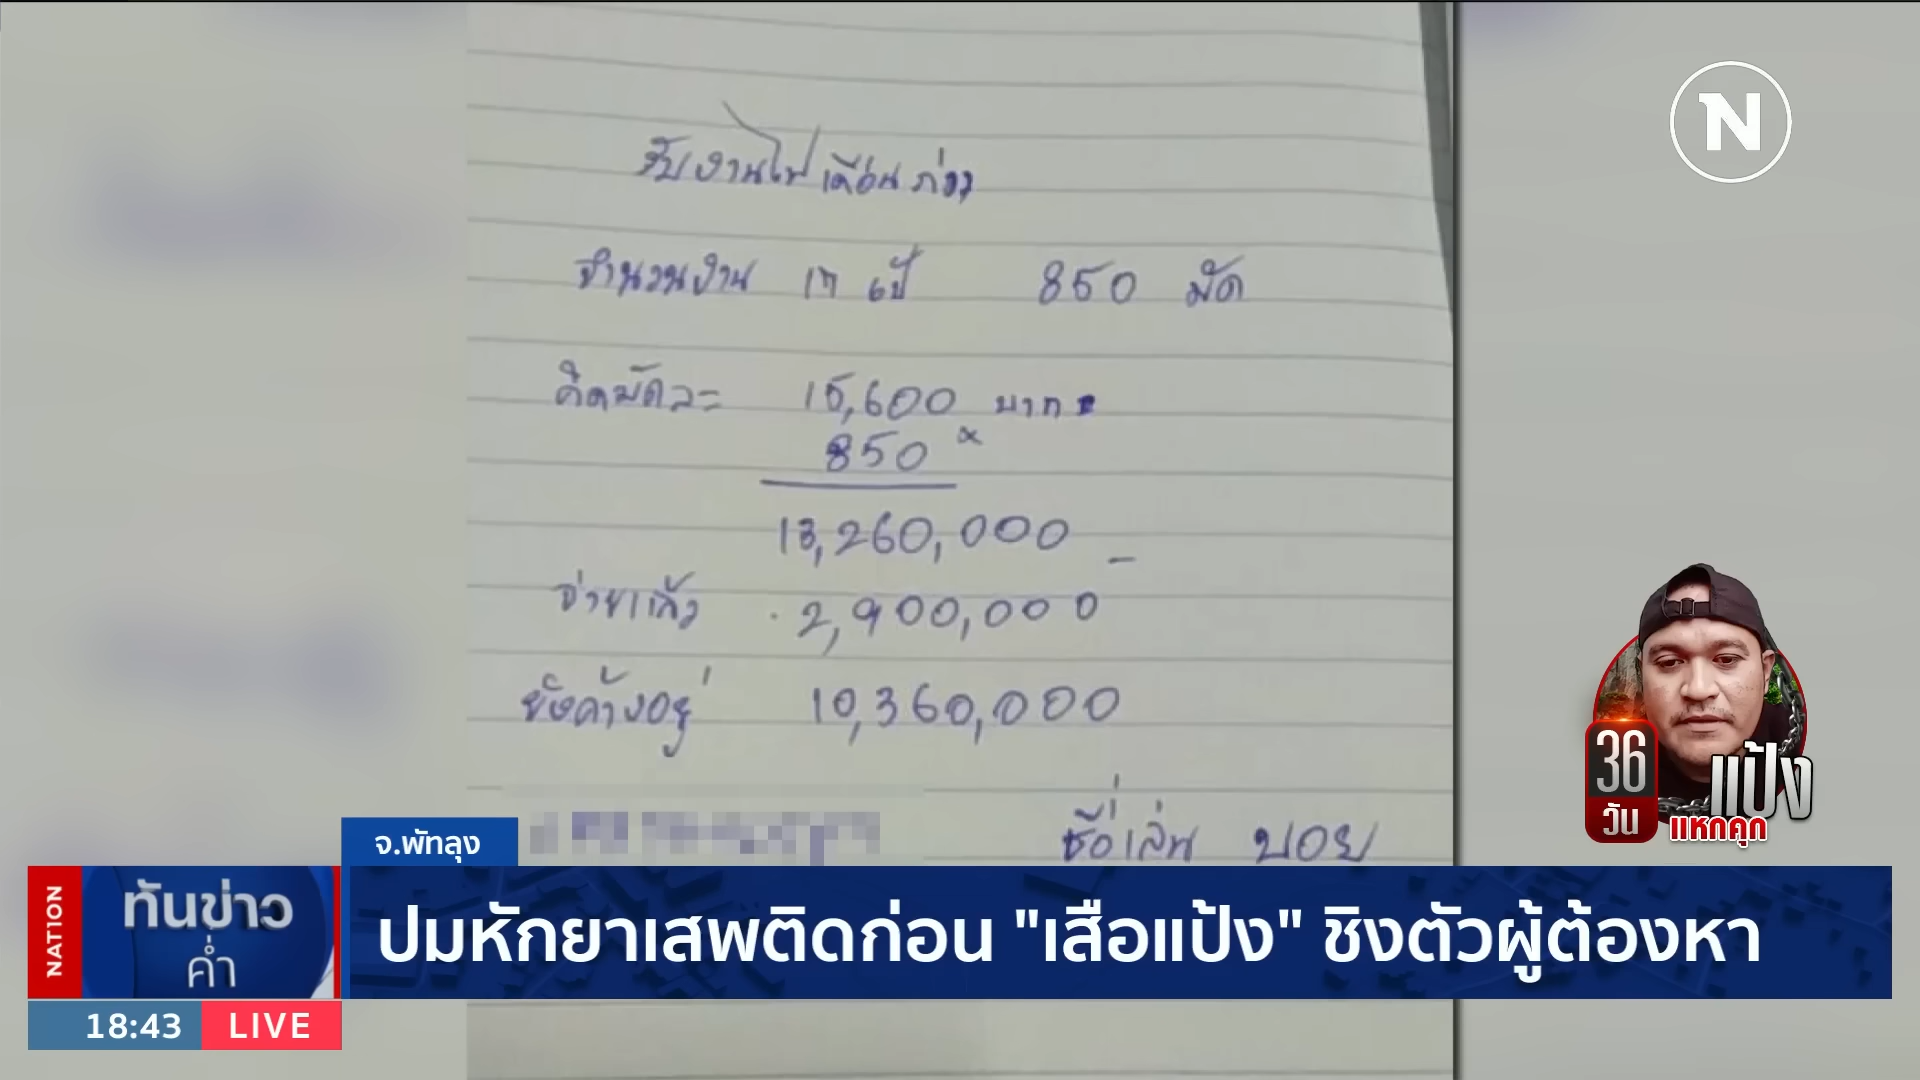 N
รับงานไปเดือนก่อน
จำนวนงาน 17 เป้ 850 มัด
คิดมัดละ 15,600 บาท
850 x
13,260,000 -
จ่ายแล้ว 2,900,000
ยังค้างอยู่ 10,360,000
ชื่อเล่น บอย
36
วัน
แป้ง
แหกคุก
จ.พัทลุง
NATION
ทันข่าว
ค่ำ
ปมหักยาเสพติดก่อน "เสือแป้ง" ชิงตัวผู้ต้องหา
18:43 LIVE